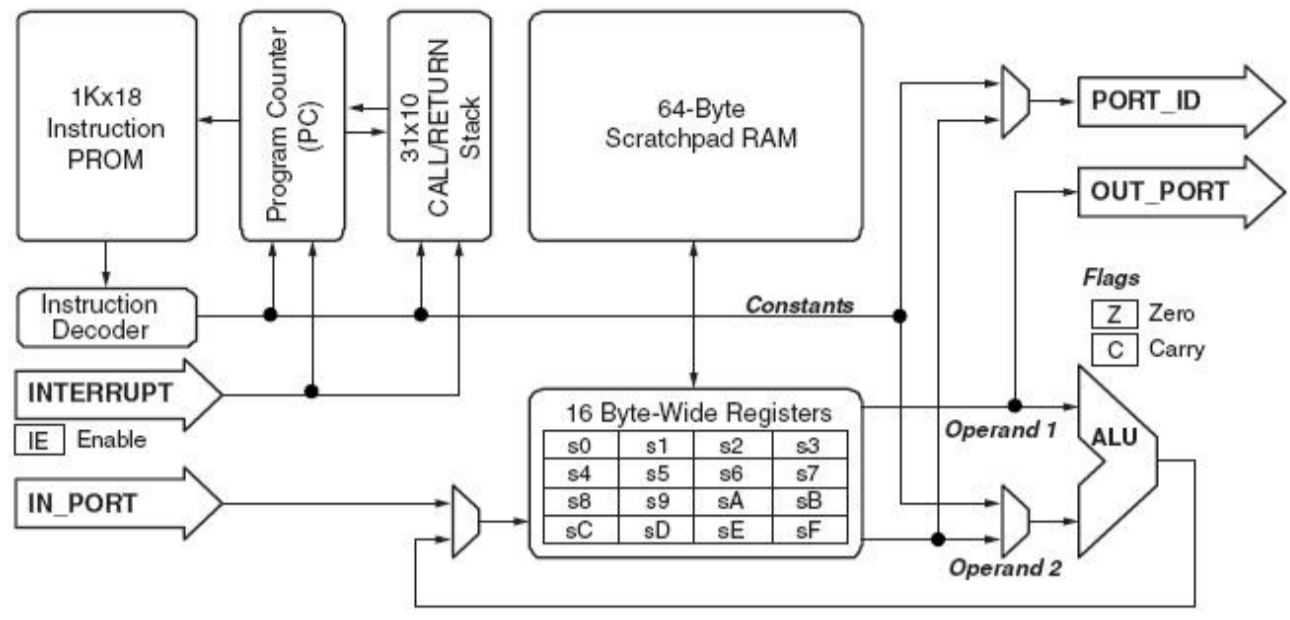 1Kx18
Instruction
PROM
Program Counter
(PC)
31x10
CALL/RETURN
Stack
64-Byte
Scratchpad RAM
PORT_ID
OUT_PORT
Instruction
Decoder
Constants
Flags
Z Zero
C Carry
INTERRUPT
IE Enable
IN_PORT
16 Byte-Wide Registers
s0 s1 s2 s3
s4 s5 s6 s7
s8 s9 sA sB
sC sD sE sF
Operand 1
ALU
Operand 2